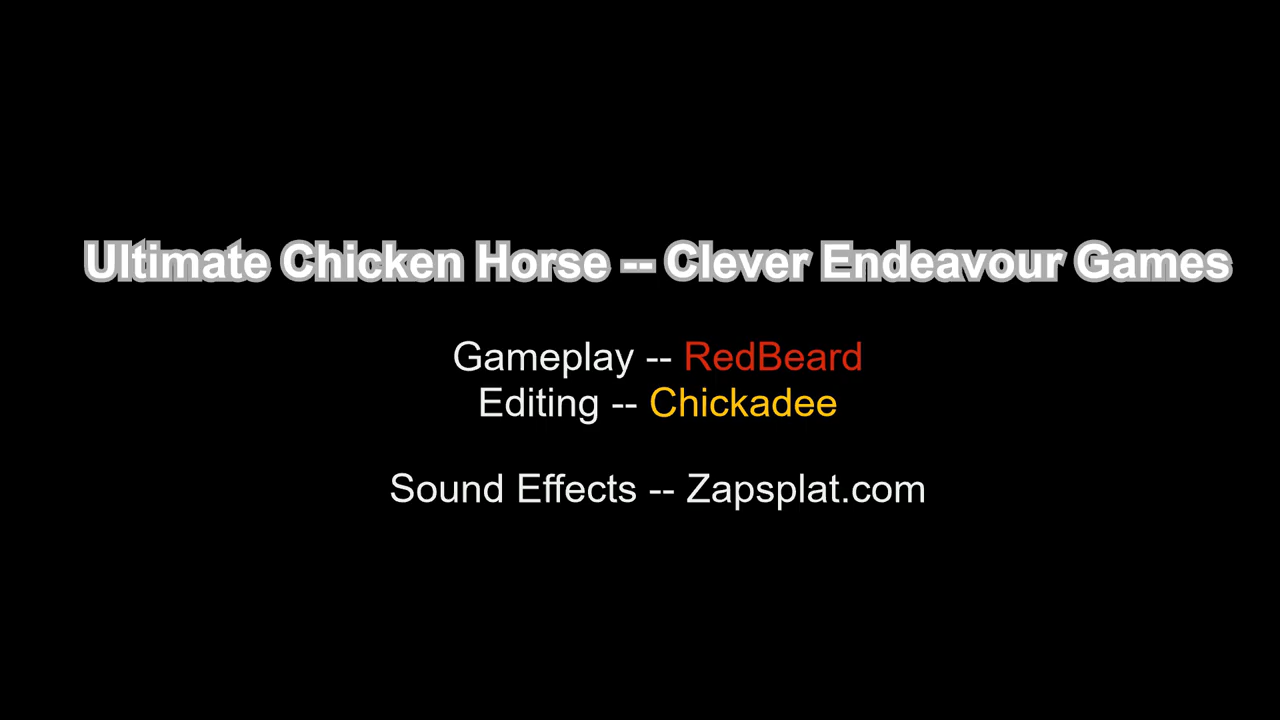 Ultimate Chicken Horse -- Clever Endeavour Games
Gameplay -- RedBeard
Editing -- Chickadee
Sound Effects -- Zapsplat.com